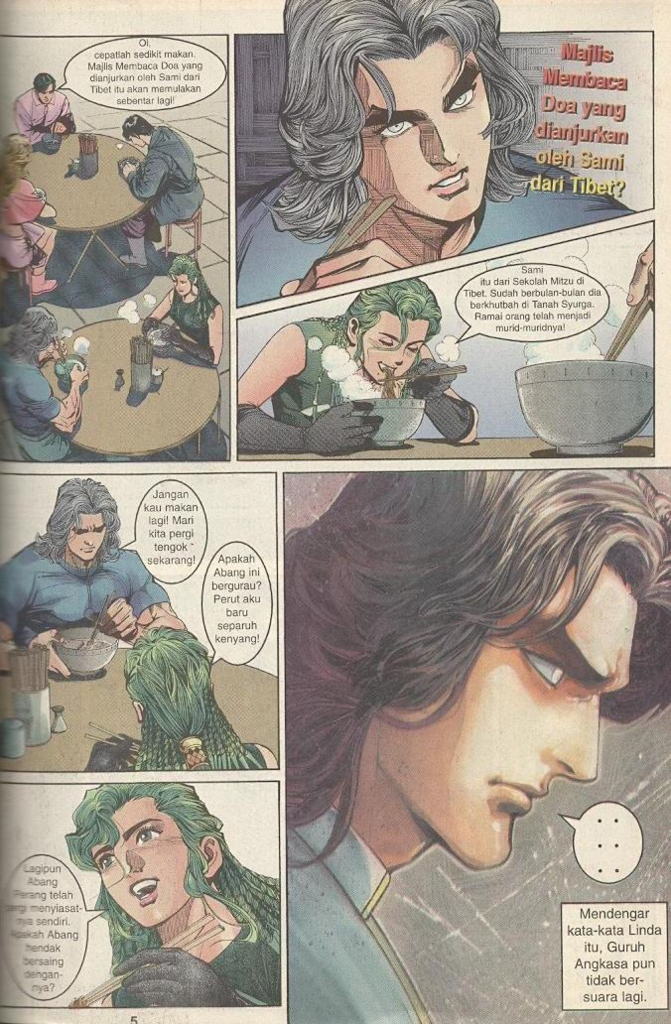 Oi,
cepatlah sedikit makan.
Majlis Membaca Doa yang
dianjurkan oleh Sami dari
Tibet itu akan memulakan
sebentar lagi!
Majlis
Membaca
Doa yang
dianjurkan
oleh Sami
dari Tibet?
Sami
itu dari Sekolah Mitzu di
Tibet. Sudah berbulan-bulan dia
berkhutbah di Tanah Syurga.
Ramai orang telah menjadi
murid-muridnya!
Jangan
kau makan
lagi! Mari
kita pergi
tengok
sekarang!
Apakah
Abang ini
bergurau?
Perut aku
baru
separuh
kenyang!
Lagipun
Abang
Perang telah
pergi menyiasat-
nya sendiri.
Apakah Abang
hendak
bersaing
dengan-
nya?
. .
. .
. .
Mendengar
kata-kata Linda
itu, Guruh
Angkasa pun
tidak ber-
suara lagi.
5